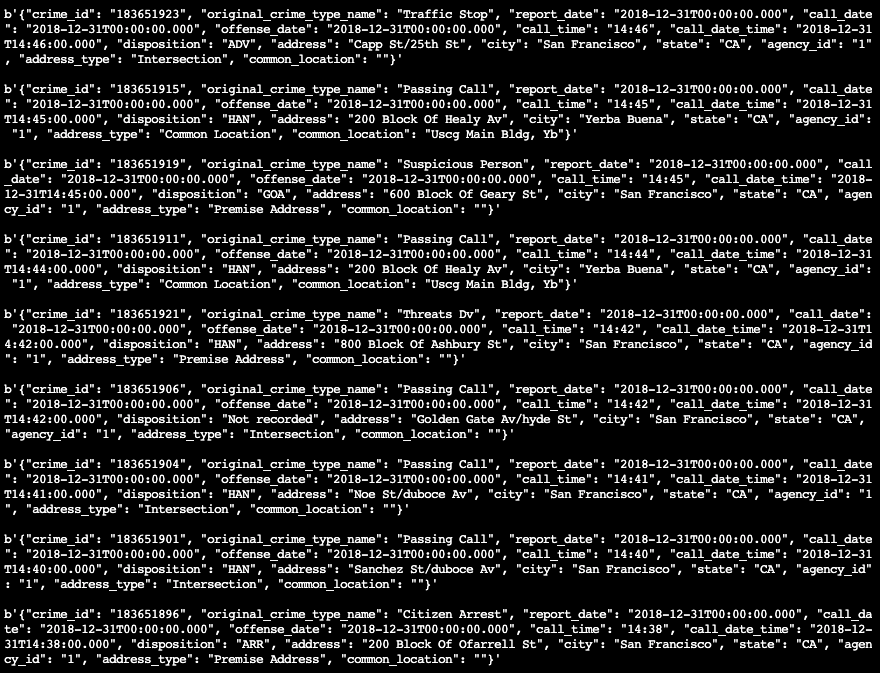 b'{"crime_id": "183651923", "original_crime_type_name": "Traffic Stop", "report_date": "2018-12-31T00:00:00.000", "call_date
": "2018-12-31T00:00:00.000", "offense_date": "2018-12-31T00:00:00.000", "call_time": "14:46", "call_date_time": "2018-12-31
T14:46:00.000", "disposition": "ADV", "address": "Capp St/25th St", "city": "San Francisco", "state": "CA", "agency_id": "1"
, "address_type": "Intersection", "common_location": ""}'

b'{"crime_id": "183651915", "original_crime_type_name": "Passing Call", "report_date": "2018-12-31T00:00:00.000", "call_date
": "2018-12-31T00:00:00.000", "offense_date": "2018-12-31T00:00:00.000", "call_time": "14:45", "call_date_time": "2018-12-31
T14:45:00.000", "disposition": "HAN", "address": "200 Block Of Healy Av", "city": "Yerba Buena", "state": "CA", "agency_id":
 "1", "address_type": "Common Location", "common_location": "Uscg Main Bldg, Yb"}'

b'{"crime_id": "183651919", "original_crime_type_name": "Suspicious Person", "report_date": "2018-12-31T00:00:00.000", "call
_date": "2018-12-31T00:00:00.000", "offense_date": "2018-12-31T00:00:00.000", "call_time": "14:45", "call_date_time": "2018-
12-31T14:45:00.000", "disposition": "GOA", "address": "600 Block Of Geary St", "city": "San Francisco", "state": "CA", "agen
cy_id": "1", "address_type": "Premise Address", "common_location": ""}'

b'{"crime_id": "183651911", "original_crime_type_name": "Passing Call", "report_date": "2018-12-31T00:00:00.000", "call_date
": "2018-12-31T00:00:00.000", "offense_date": "2018-12-31T00:00:00.000", "call_time": "14:44", "call_date_time": "2018-12-31
T14:44:00.000", "disposition": "HAN", "address": "200 Block Of Healy Av", "city": "Yerba Buena", "state": "CA", "agency_id":
 "1", "address_type": "Common Location", "common_location": "Uscg Main Bldg, Yb"}'

b'{"crime_id": "183651921", "original_crime_type_name": "Threats Dv", "report_date": "2018-12-31T00:00:00.000", "call_date":
 "2018-12-31T00:00:00.000", "offense_date": "2018-12-31T00:00:00.000", "call_time": "14:42", "call_date_time": "2018-12-31T1
4:42:00.000", "disposition": "HAN", "address": "800 Block Of Ashbury St", "city": "San Francisco", "state": "CA", "agency_id
": "1", "address_type": "Premise Address", "common_location": ""}'

b'{"crime_id": "183651906", "original_crime_type_name": "Passing Call", "report_date": "2018-12-31T00:00:00.000", "call_date
": "2018-12-31T00:00:00.000", "offense_date": "2018-12-31T00:00:00.000", "call_time": "14:42", "call_date_time": "2018-12-31
T14:42:00.000", "disposition": "Not recorded", "address": "Golden Gate Av/hyde St", "city": "San Francisco", "state": "CA",
"agency_id": "1", "address_type": "Intersection", "common_location": ""}'

b'{"crime_id": "183651904", "original_crime_type_name": "Passing Call", "report_date": "2018-12-31T00:00:00.000", "call_date
": "2018-12-31T00:00:00.000", "offense_date": "2018-12-31T00:00:00.000", "call_time": "14:41", "call_date_time": "2018-12-31
T14:41:00.000", "disposition": "HAN", "address": "Noe St/duboce Av", "city": "San Francisco", "state": "CA", "agency_id": "1
", "address_type": "Intersection", "common_location": ""}'

b'{"crime_id": "183651901", "original_crime_type_name": "Passing Call", "report_date": "2018-12-31T00:00:00.000", "call_date
": "2018-12-31T00:00:00.000", "offense_date": "2018-12-31T00:00:00.000", "call_time": "14:40", "call_date_time": "2018-12-31
T14:40:00.000", "disposition": "HAN", "address": "Sanchez St/duboce Av", "city": "San Francisco", "state": "CA", "agency_id"
: "1", "address_type": "Intersection", "common_location": ""}'

b'{"crime_id": "183651896", "original_crime_type_name": "Citizen Arrest", "report_date": "2018-12-31T00:00:00.000", "call_da
te": "2018-12-31T00:00:00.000", "offense_date": "2018-12-31T00:00:00.000", "call_time": "14:38", "call_date_time": "2018-12-
31T14:38:00.000", "disposition": "ARR", "address": "200 Block Of Ofarrell St", "city": "San Francisco", "state": "CA", "agen
cy_id": "1", "address_type": "Premise Address", "common_location": ""}'